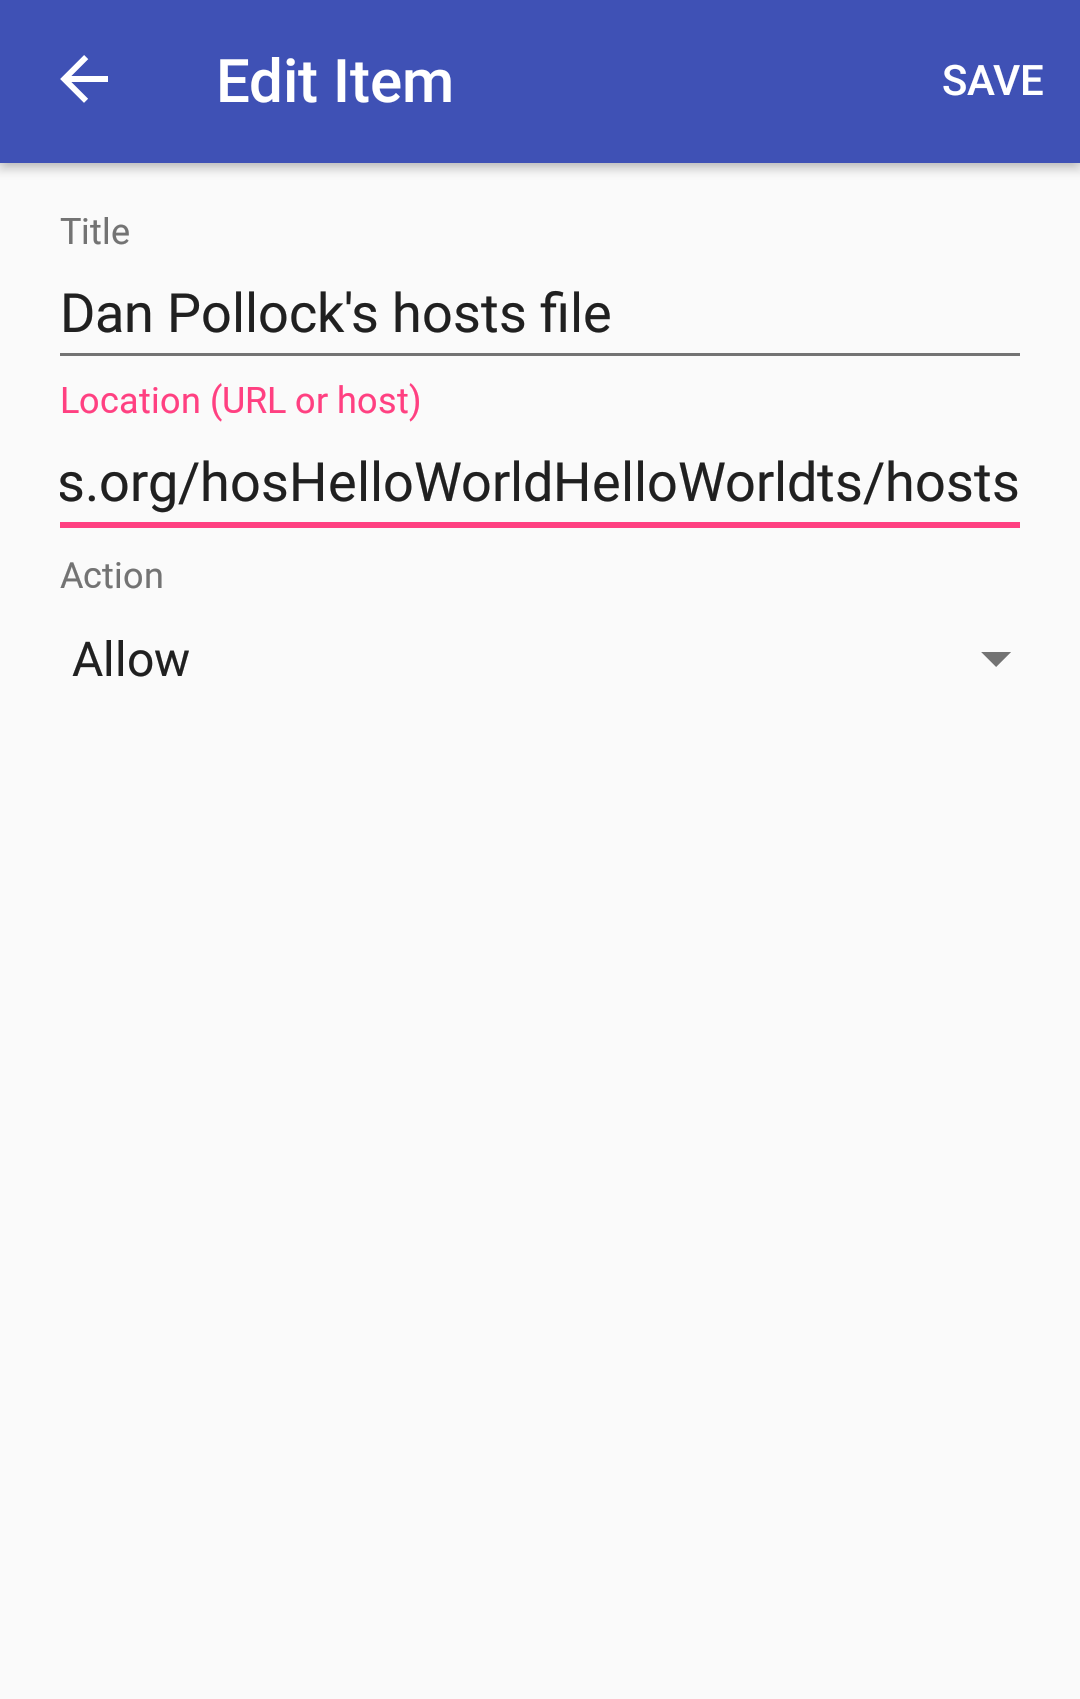 Edit Item
SAVE
Title
Dan Pollock's hosts file
Location (URL or host)
s.org/hosHelloWorldHelloWorldts/hosts
Action
Allow